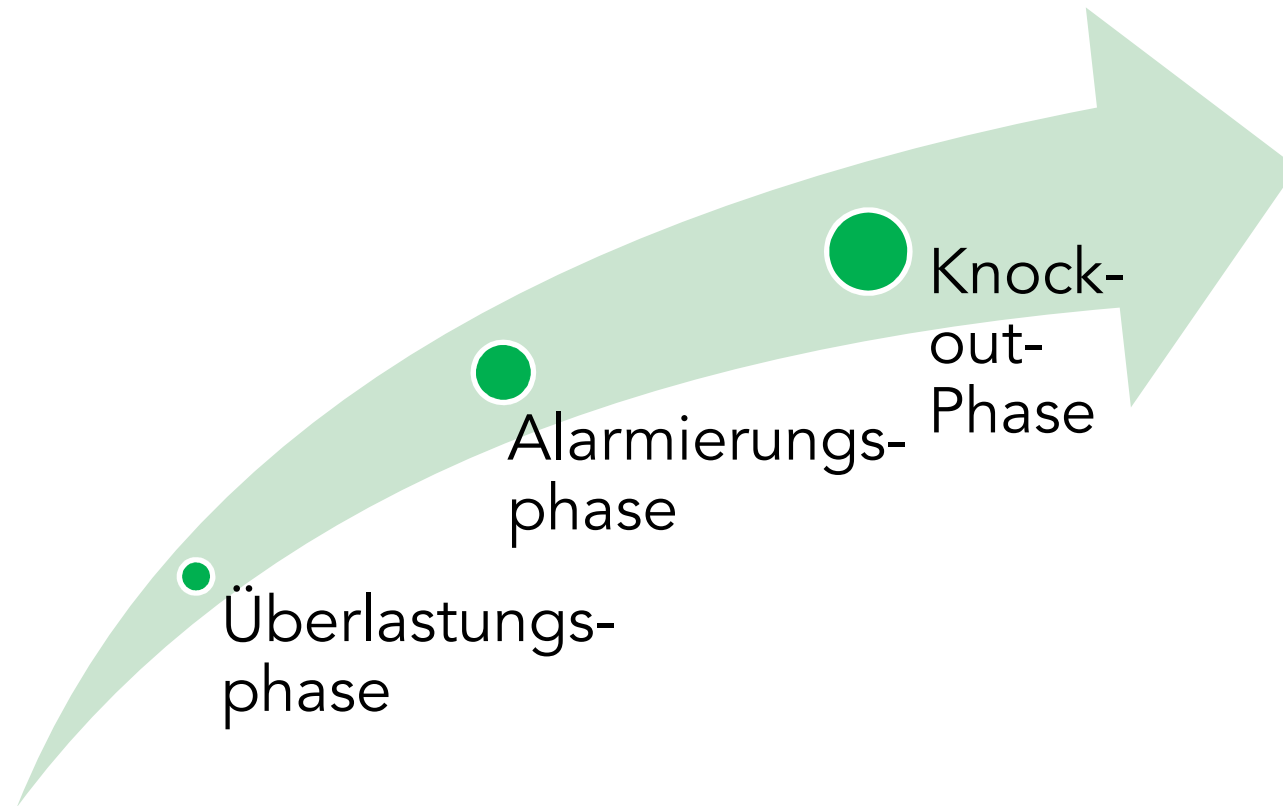 Überlastungs-
phase
Alarmierungs-
phase
Knock-
out-
Phase